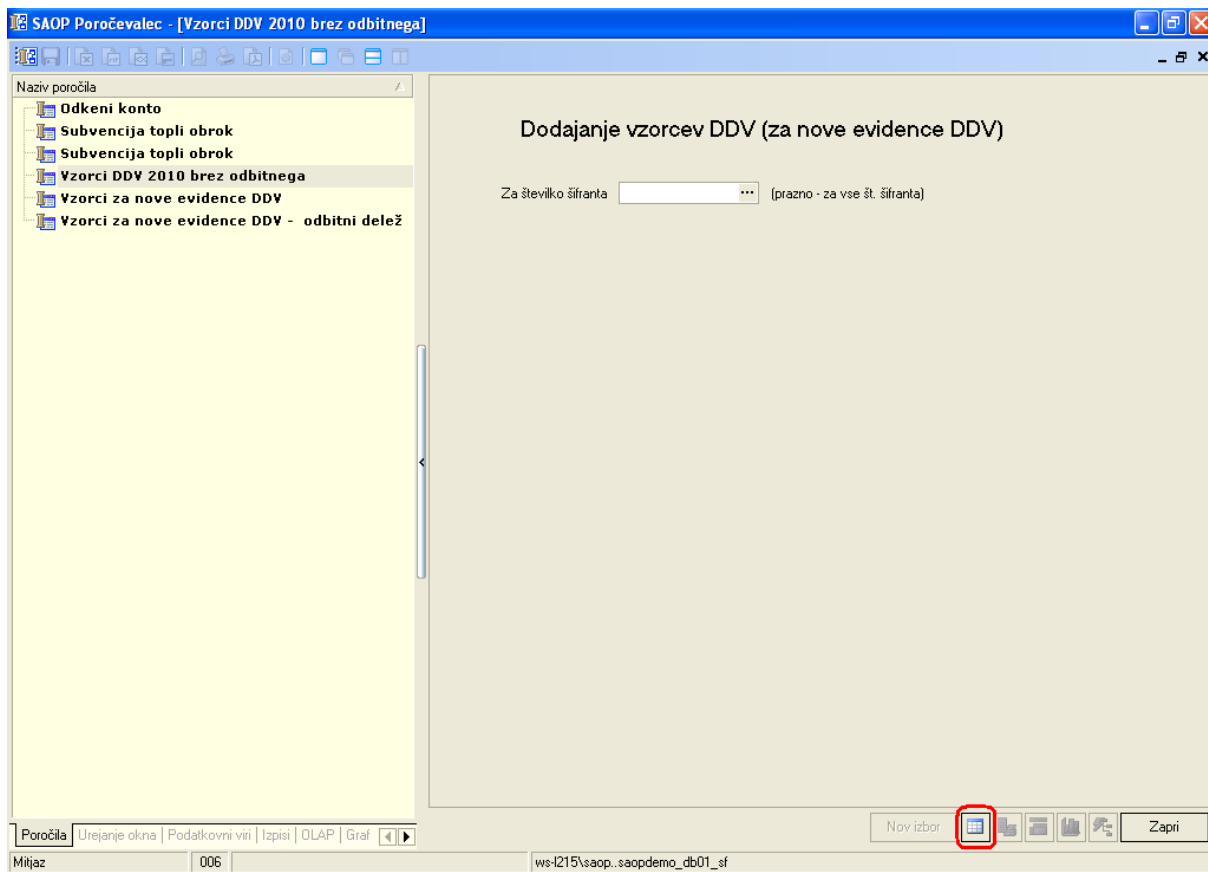 SAOP Poročevalec - [Vzorci DDV 2010 brez odbitnega]
Naziv poročila
Odkeni konto
Subvencija topli obrok
Subvencija topli obrok
Vzorci DDV 2010 brez odbitnega
Vzorci za nove evidence DDV
Vzorci za nove evidence DDV - odbitni delež
Dodajanje vzorcev DDV (za nove evidence DDV)
Za številko šifranta ... (prazno - za vse št. šifranta)
Nov izbor Zapri
Poročila Urejanje okna | Podatkovni viri | Izpisi | OLAP | Graf
Mitjaz 006 ws-l215\saop..saopdemo_db01_sf